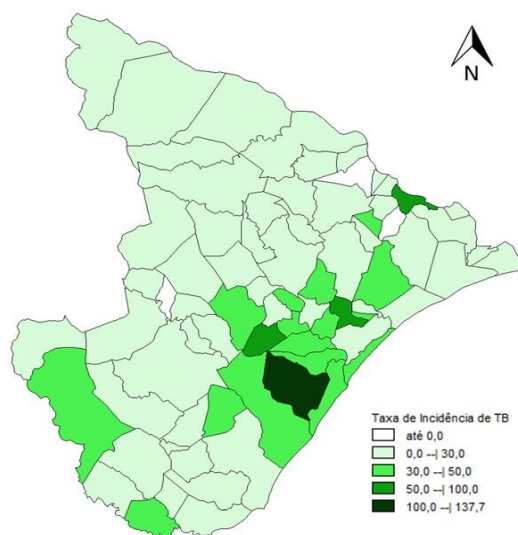 N
Taxa de Incidência de TB
até 0,0
0,0 --| 30,0
30,0 --| 50,0
50,0 --| 100,0
100,0 --| 137,7